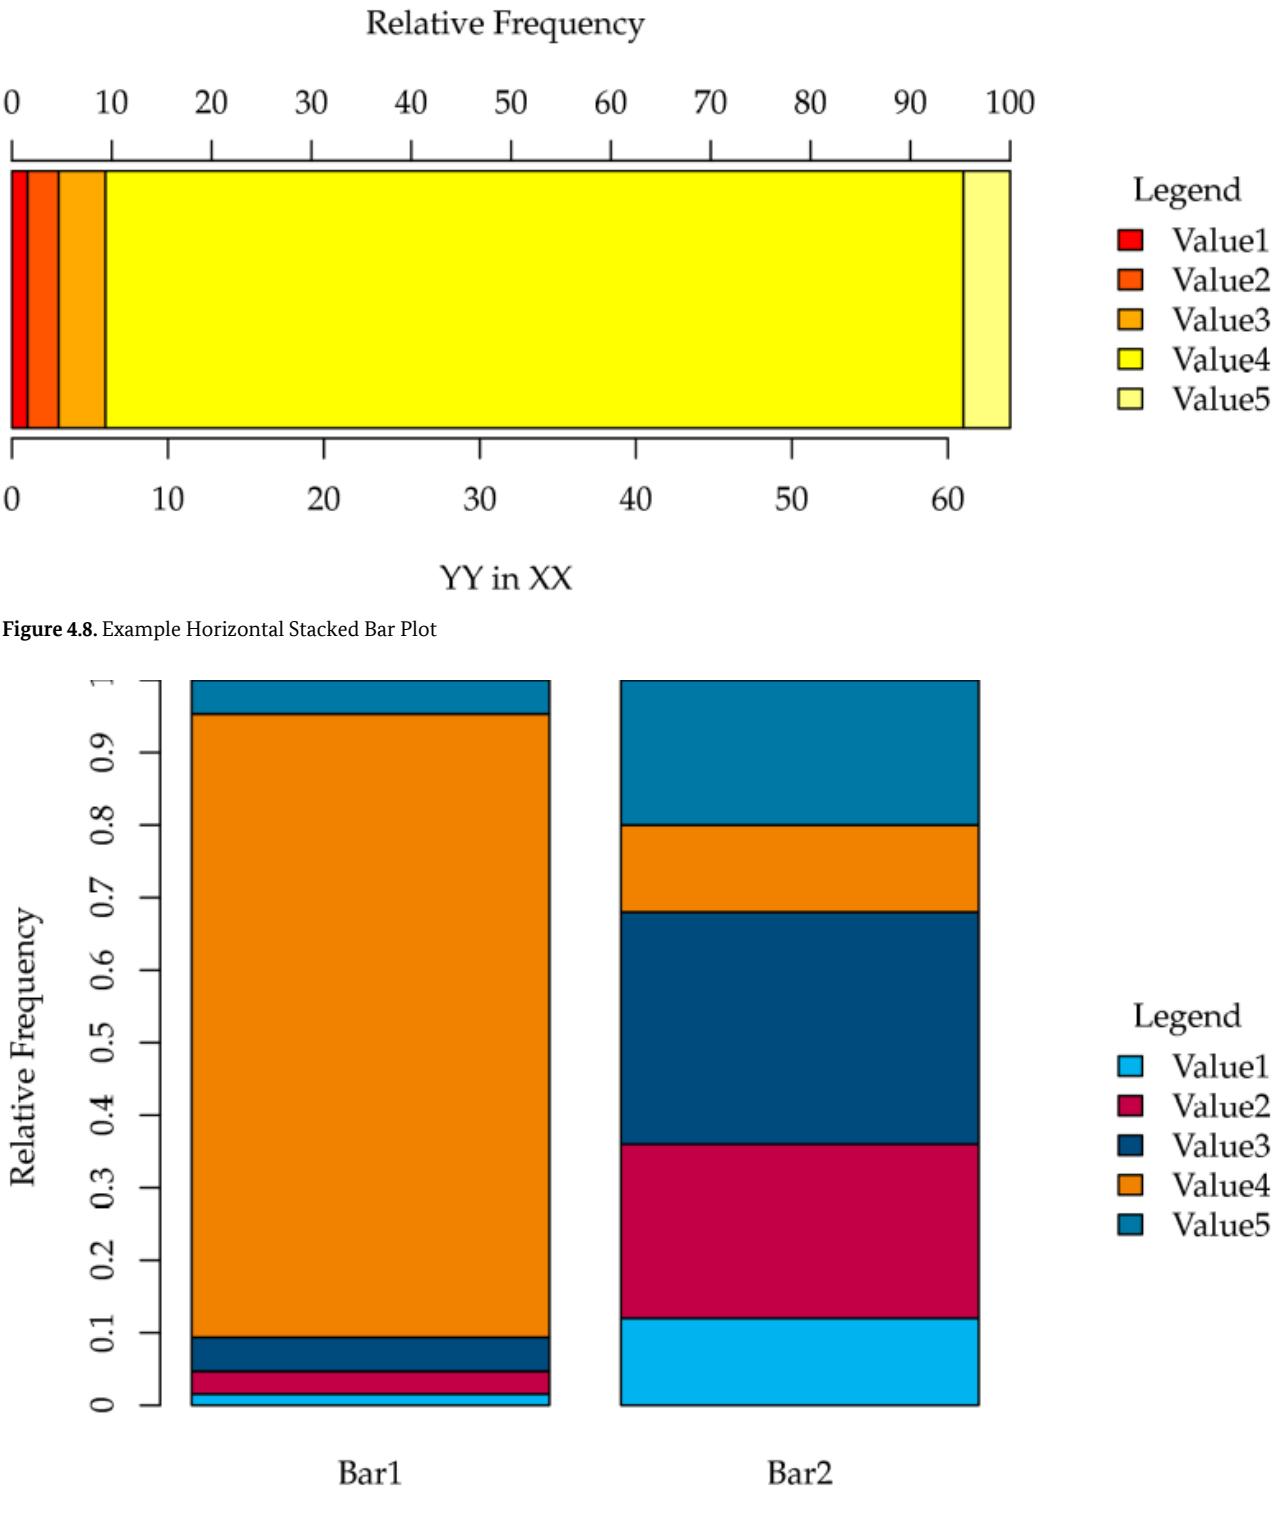 Relative Frequency
0 10 20 30 40 50 60 70 80 90 100
Legend
Value1
Value2
Value3
Value4
Value5
0 10 20 30 40 50 60
YY in XX
Figure 4.8. Example Horizontal Stacked Bar Plot
Relative Frequency
0.9
0.8
0.7
0.6
0.5
0.4
0.3
0.2
0.1
0
Legend
Value1
Value2
Value3
Value4
Value5
Bar1 Bar2